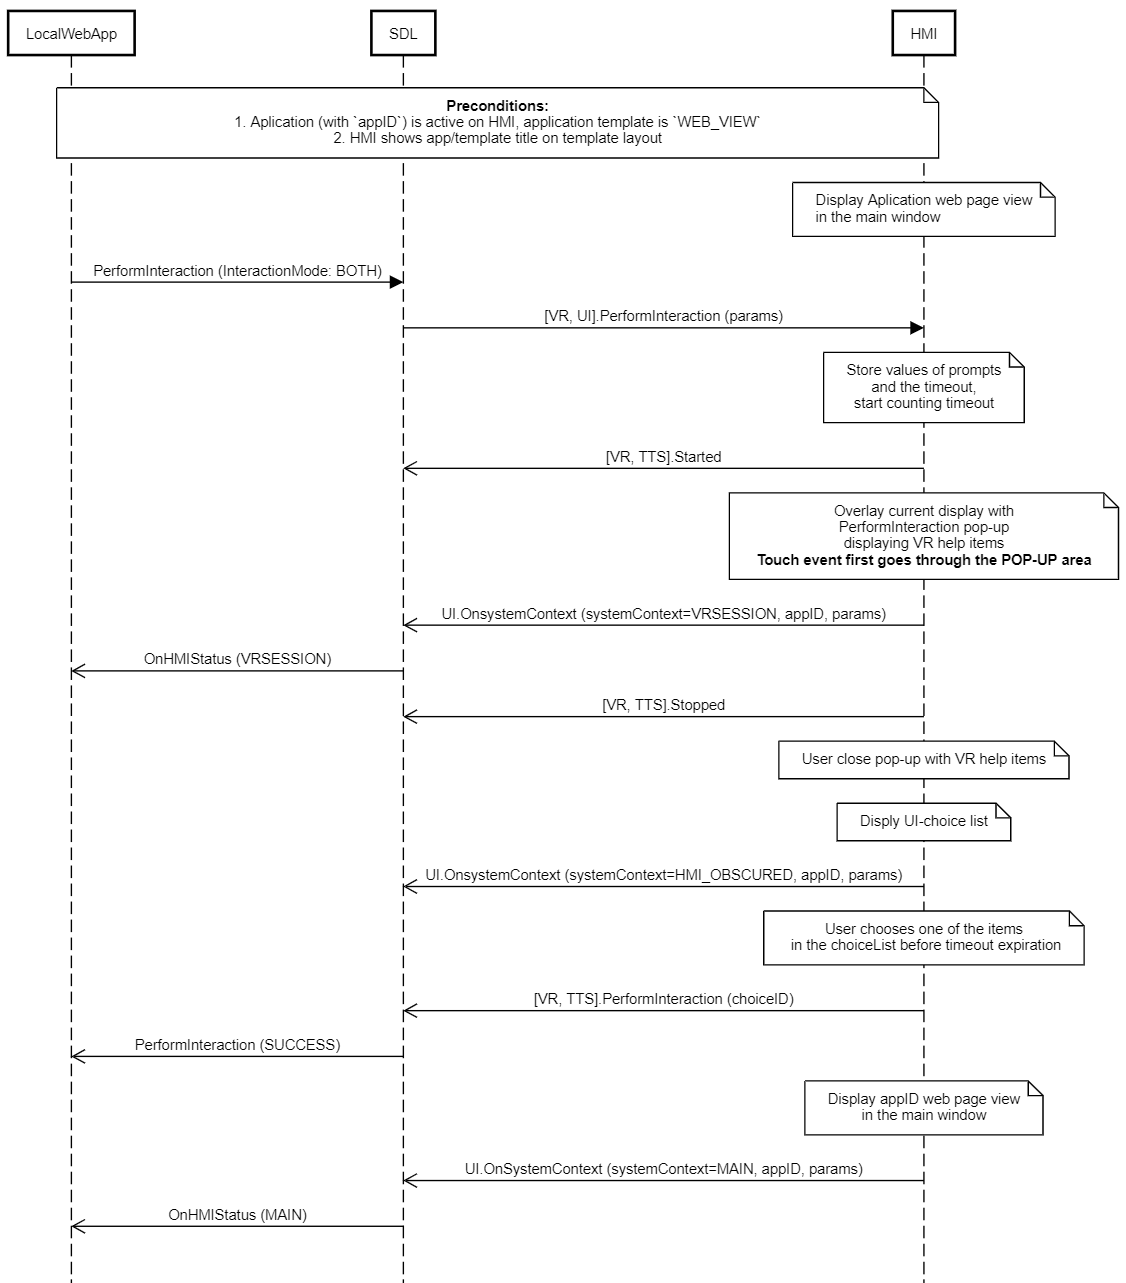 LocalWebApp
SDL
HMI
Preconditions:
1. Aplication (with `appID`) is active on HMI, application template is `WEB_VIEW`
2. HMI shows app/template title on template layout
Display Aplication web page view
in the main window
PerformInteraction (InteractionMode: BOTH)
[VR, UI].PerformInteraction (params)
Store values of prompts
and the timeout,
start counting timeout
[VR, TTS].Started
Overlay current display with
PerformInteraction pop-up
displaying VR help items
Touch event first goes through the POP-UP area
UI.OnsystemContext (systemContext=VRSESSION, appID, params)
OnHMIStatus (VRSESSION)
[VR, TTS].Stopped
User close pop-up with VR help items
Disply UI-choice list
UI.OnsystemContext (systemContext=HMI_OBSCURED, appID, params)
User chooses one of the items
in the choiceList before timeout expiration
[VR, TTS].PerformInteraction (choiceID)
PerformInteraction (SUCCESS)
Display appID web page view
in the main window
UI.OnSystemContext (systemContext=MAIN, appID, params)
OnHMIStatus (MAIN)